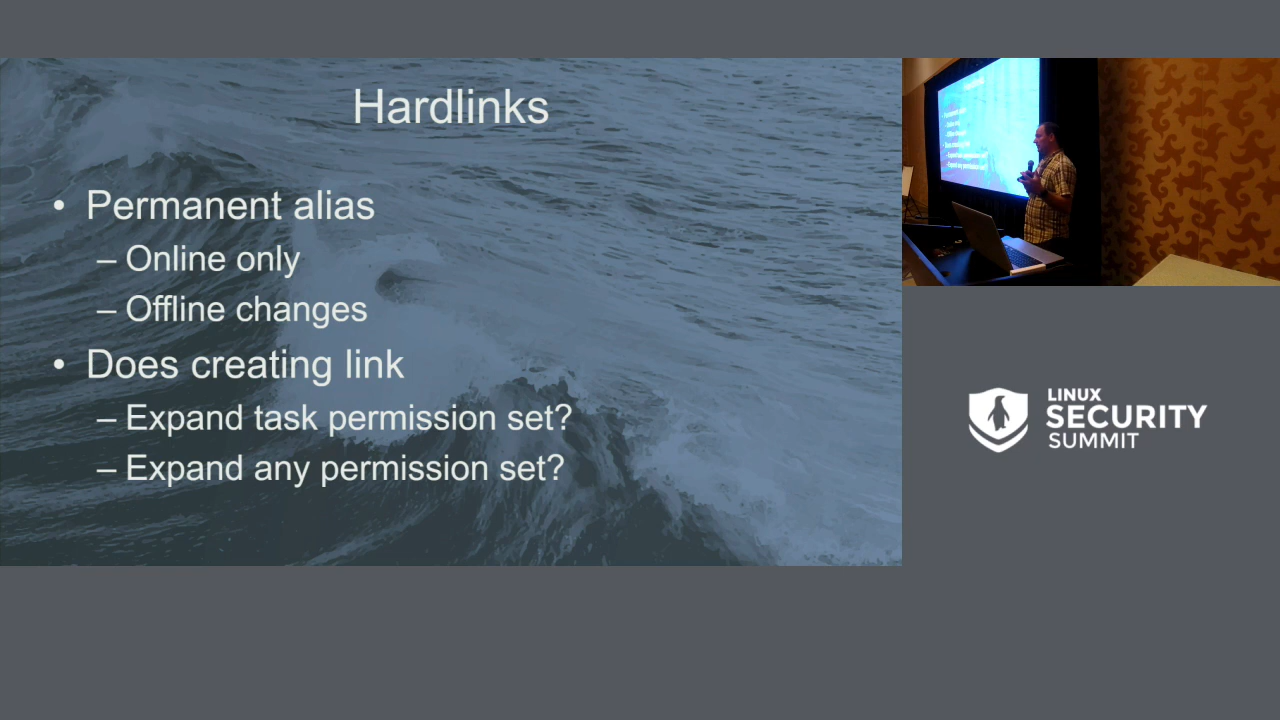 Hardlinks
• Permanent alias
– Online only
– Offline changes
• Does creating link
– Expand task permission set?
– Expand any permission set?
LINUX
SECURITY
SUMMIT